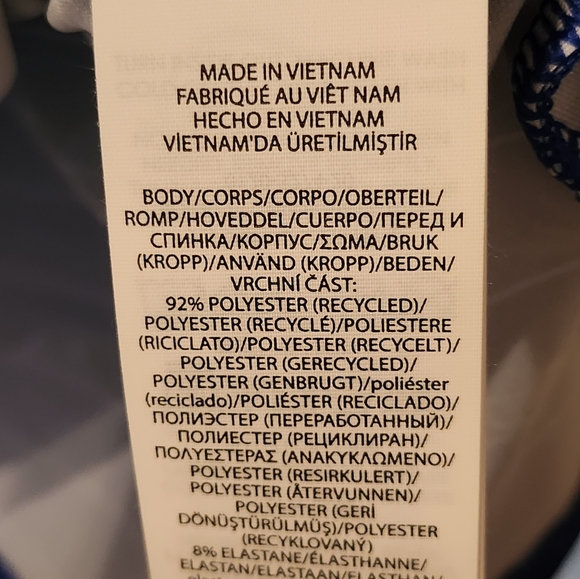 MADE IN VIETNAM
FABRIQUÉ AU VIÊT NAM
HECHO EN VIETNAM
VİETNAM'DA ÜRETİLMİŞTİR
BODY/CORPS/CORPO/OBERTEIL/
ROMP/HOVEDDEL/CUERPO/ПЕРЕД И
СПИНКА/КОРПУС/ΣΩΜΑ/BRUK
(KROPP)/ANVÄND (KROPP)/BEDEN/
VRCHNÍ ČÁST:
92% POLYESTER (RECYCLED)/
POLYESTER (RECYCLÉ)/POLIESTERE
(RICICLATO)/POLYESTER (RECYCELT)/
POLYESTER (GERECYCLED)/
POLYESTER (GENBRUGT)/poliéster
(reciclado)/POLIÉSTER (RECICLADO)/
ПОЛИЭСТЕР (ПЕРЕРАБОТАННЫЙ)/
ПОЛИЕСТЕР (РЕЦИКЛИРАН)/
ΠΟΛΥΕΣΤΕΡΑΣ (ΑΝΑΚΥΚΛΩΜΕΝΟ)/
POLYESTER (RESIRKULERT)/
POLYESTER (ÅTERVUNNEN)/
POLYESTER (GERİ
DÖNÜŞTÜRÜLMÜŞ)/POLYESTER
(RECYKLOVANÝ)
8% ELASTANE/ÉLASTHANNE/
ELASTAN/ELASTAAN/ELASTAN/